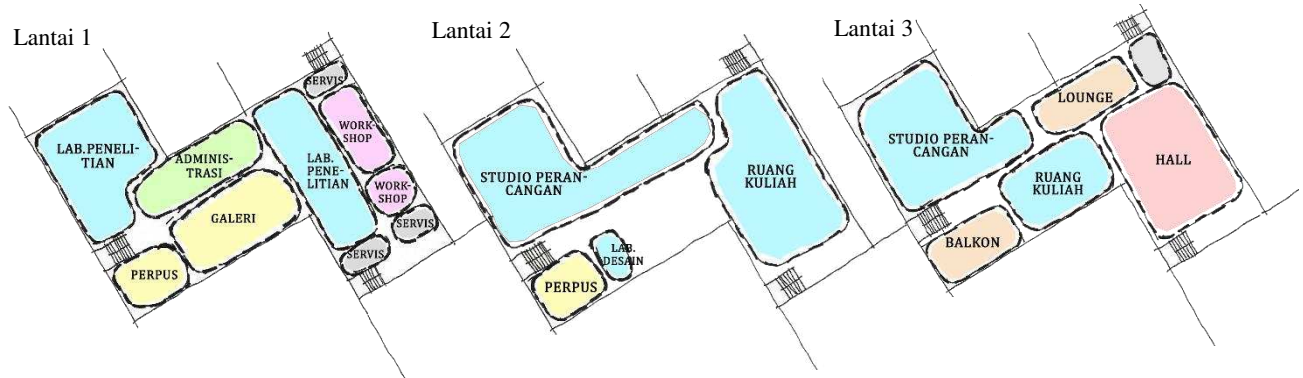 Lantai 1
LAB.PENELI-
TIAN
ADMINIS-
TRASI
GALERI
PERPUS
LAB.
PENE-
LITIAN
SERVIS
WORK-
SHOP
WORK-
SHOP
SERVIS
SERVIS
Lantai 2
STUDIO PERAN-
CANGAN
RUANG
KULIAH
LAB.
DESAIN
PERPUS
Lantai 3
LOUNGE
STUDIO PERAN-
CANGAN
HALL
RUANG
KULIAH
BALKON